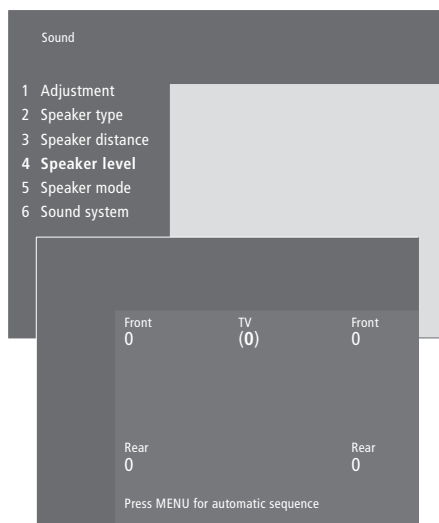 Sound
1 Adjustment
2 Speaker type
3 Speaker distance
4 Speaker level
5 Speaker mode
6 Sound system
Front TV Front
0 (0) 0
Rear Rear
0 0
Press MENU for automatic sequence